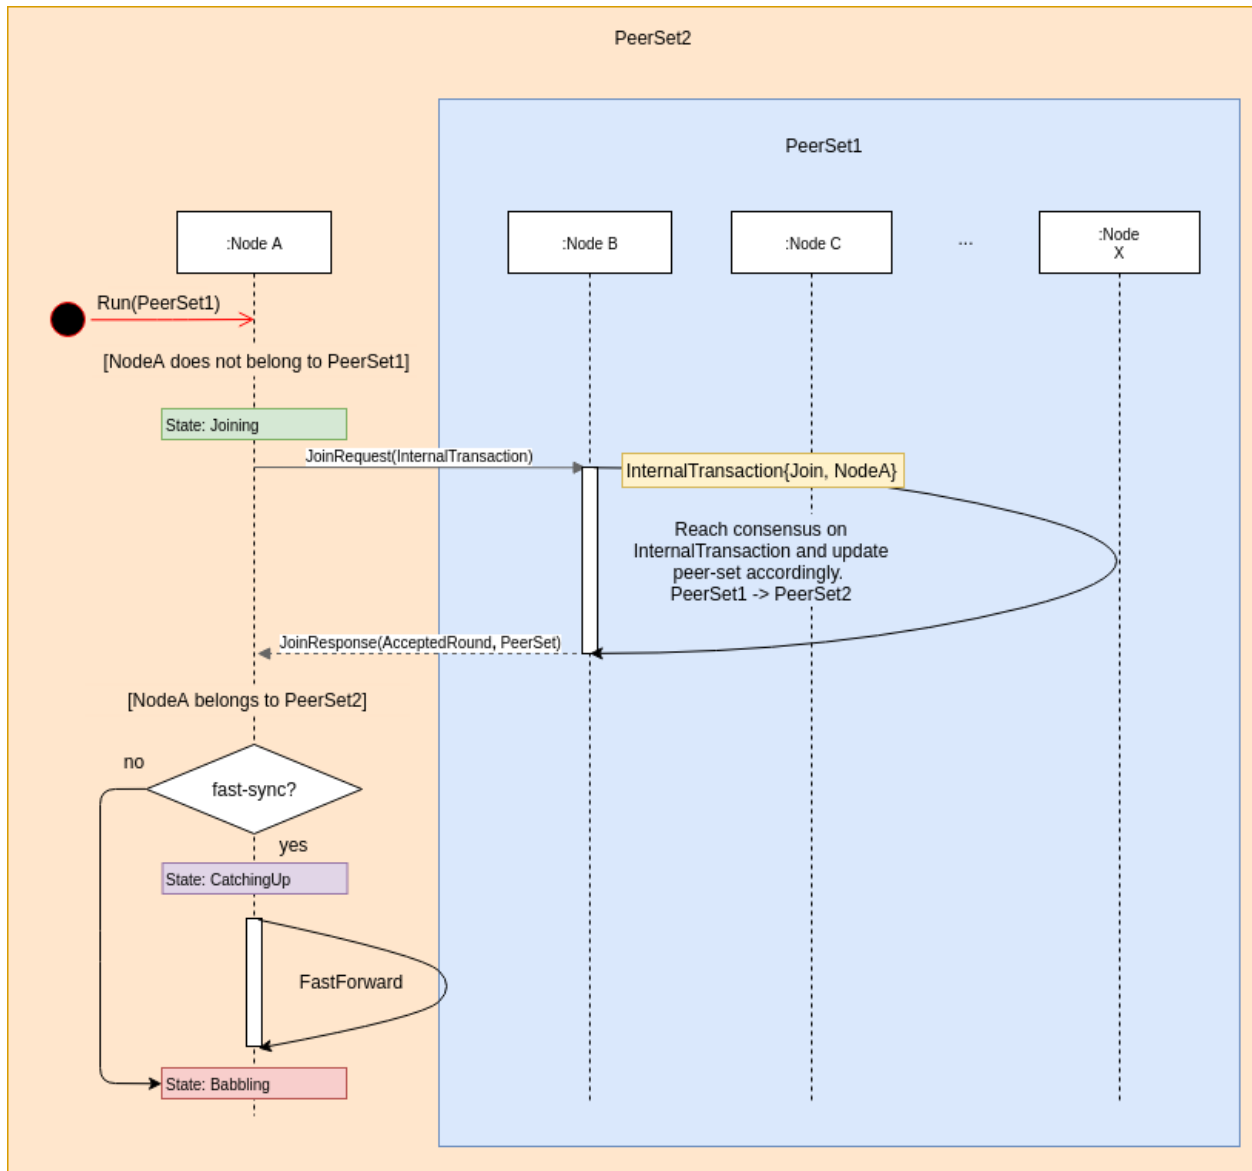 PeerSet2
PeerSet1
:Node A
:Node B
:Node C
...
:Node
X
Run(PeerSet1)
[NodeA does not belong to PeerSet1]
State: Joining
JoinRequest(InternalTransaction)
InternalTransaction{Join, NodeA}
Reach consensus on
InternalTransaction and update
peer-set accordingly.
PeerSet1 -> PeerSet2
JoinResponse(AcceptedRound, PeerSet)
[NodeA belongs to PeerSet2]
no
fast-sync?
yes
State: CatchingUp
FastForward
State: Babbling